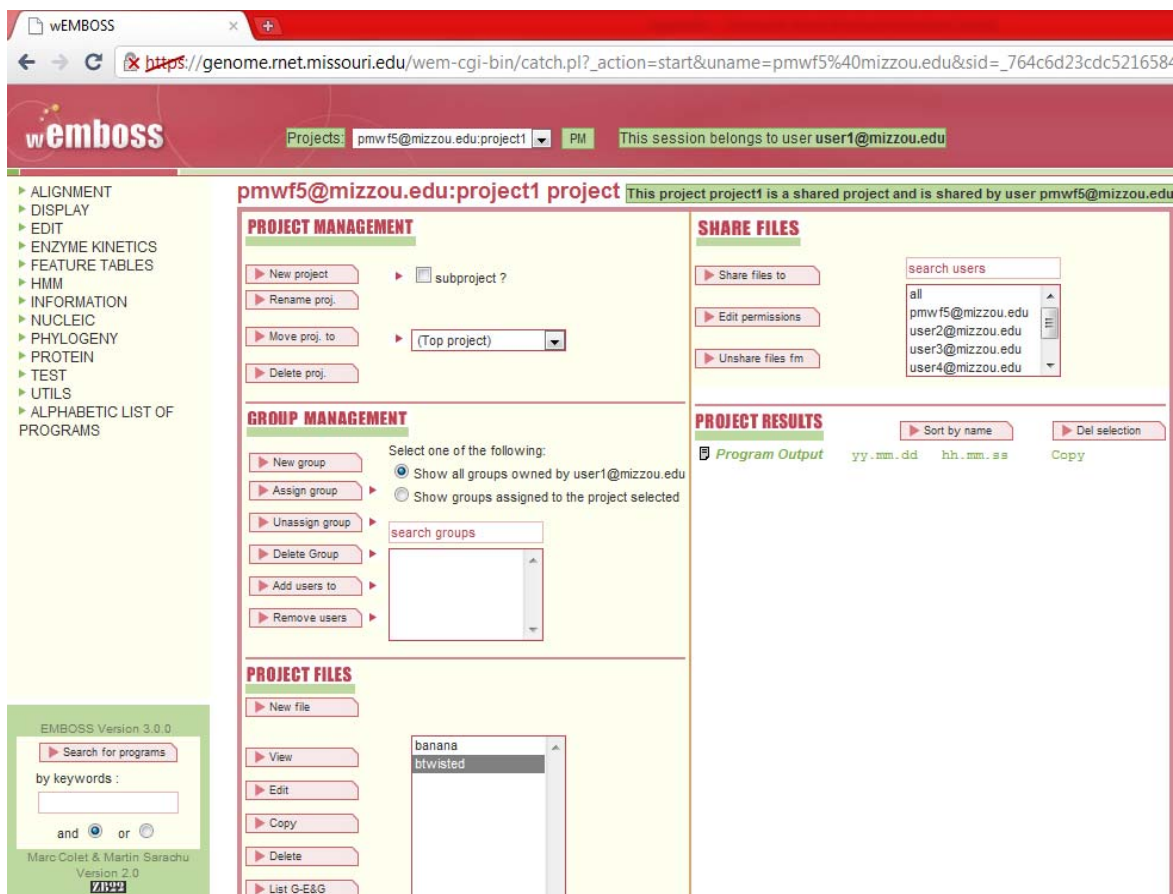 wEMBOSS
https://genome.rnet.missouri.edu/wem-cgi-bin/catch.pl?_action=start&uname=pmwf5%40mizzou.edu&sid=_764c6d23cdc5216584
wemboss
Projects: pmwf5@mizzou.edu:project1 PM This session belongs to user user1@mizzou.edu
ALIGNMENT
DISPLAY
EDIT
ENZYME KINETICS
FEATURE TABLES
HMM
INFORMATION
NUCLEIC
PHYLOGENY
PROTEIN
TEST
UTILS
ALPHABETIC LIST OF
PROGRAMS
EMBOSS Version 3.0.0
Search for programs
by keywords :
and or
Marc Colet & Martin Sarachu
Version 2.0
pmwf5@mizzou.edu:project1 project This project project1 is a shared project and is shared by user pmwf5@mizzou.edu
PROJECT MANAGEMENT
New project subproject ?
Rename proj.
Move proj. to (Top project)
Delete proj.
GROUP MANAGEMENT
Select one of the following:
New group
Show all groups owned by user1@mizzou.edu
Assign group
Show groups assigned to the project selected
Unassign group
search groups
Delete Group
Add users to
Remove users
PROJECT FILES
New file
banana
View
btwisted
Edit
Copy
Delete
List G-E&G
SHARE FILES
search users
Share files to
all
pmwf5@mizzou.edu
Edit permissions
user2@mizzou.edu
user3@mizzou.edu
Unshare files fm
user4@mizzou.edu
PROJECT RESULTS Sort by name Del selection
Program Output yy.mm.dd hh.mm.ss Copy